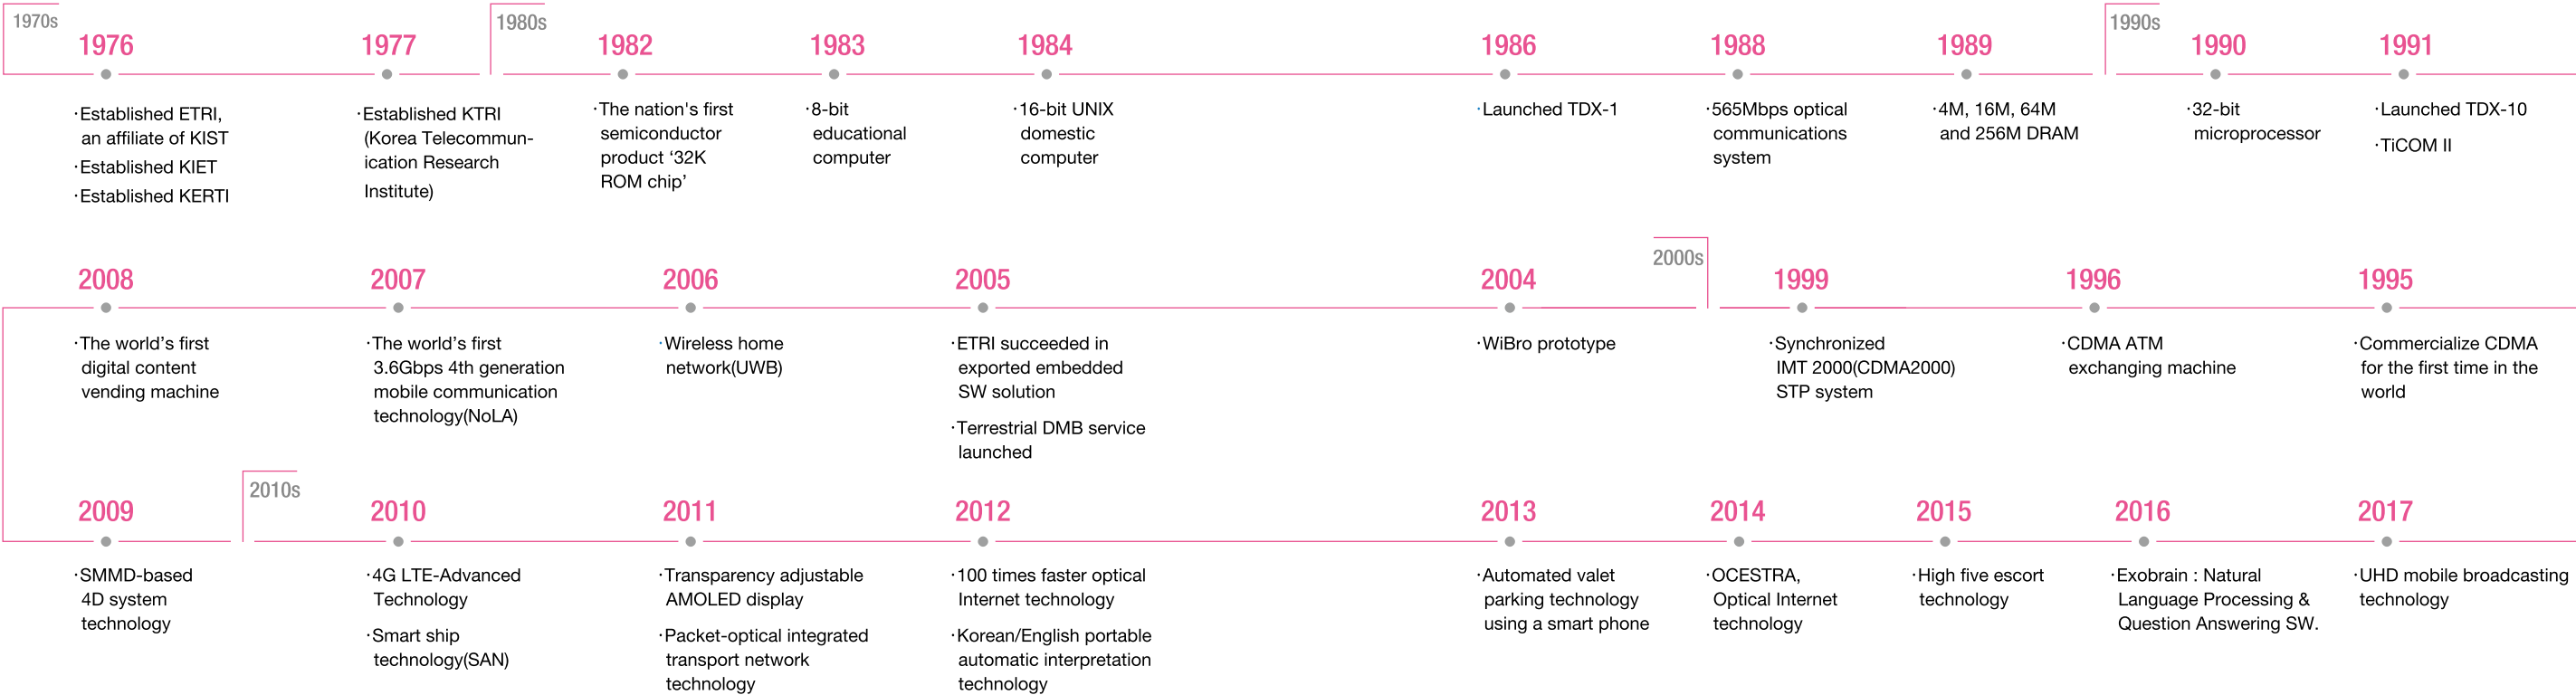 1970s
1976
·Established ETRI,
an affiliate of KIST
·Established KIET
·Established KERTI
1977
·Established KTRI
(Korea Telecommun-
ication Research
Institute)
1980s
1982
·The nation's first
semiconductor
product ‘32K
ROM chip’
1983
·8-bit
educational
computer
1984
·16-bit UNIX
domestic
computer
1986
·Launched TDX-1
1988
·565Mbps optical
communications
system
1989
·4M, 16M, 64M
and 256M DRAM
1990s
1990
·32-bit
microprocessor
1991
·Launched TDX-10
·TiCOM II
1995
·Commercialize CDMA
for the first time in the
world
1996
·CDMA ATM
exchanging machine
1999
·Synchronized
IMT 2000(CDMA2000)
STP system
2000s
2004
·WiBro prototype
2005
·ETRI succeeded in
exported embedded
SW solution
·Terrestrial DMB service
launched
2006
·Wireless home
network(UWB)
2007
·The world’s first
3.6Gbps 4th generation
mobile communication
technology(NoLA)
2008
·The world’s first
digital content
vending machine
2009
·SMMD-based
4D system
technology
2010s
2010
·4G LTE-Advanced
Technology
·Smart ship
technology(SAN)
2011
·Transparency adjustable
AMOLED display
·Packet-optical integrated
transport network
technology
2012
·100 times faster optical
Internet technology
·Korean/English portable
automatic interpretation
technology
2013
·Automated valet
parking technology
using a smart phone
2014
·OCESTRA,
Optical Internet
technology
2015
·High five escort
technology
2016
·Exobrain : Natural
Language Processing &
Question Answering SW.
2017
·UHD mobile broadcasting
technology